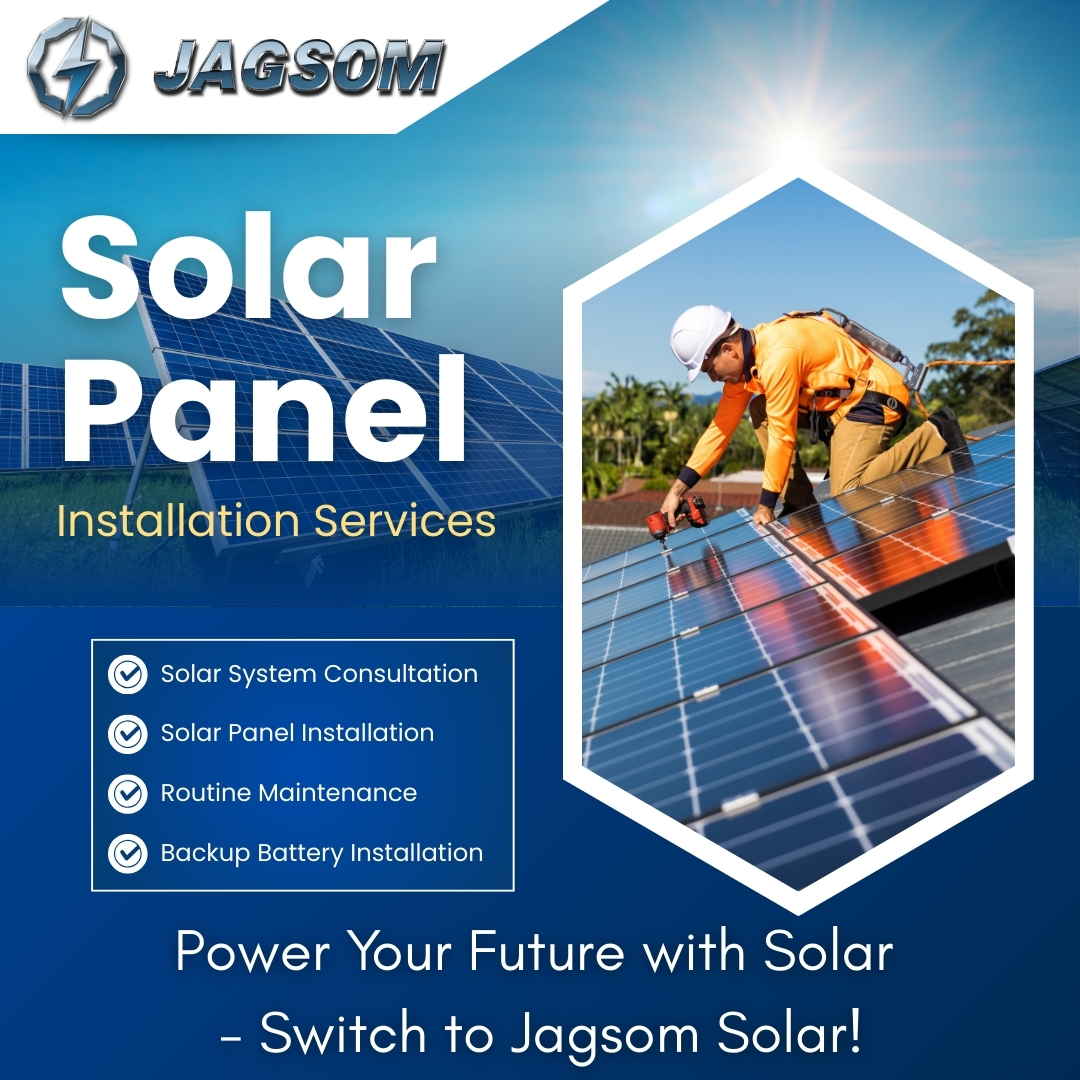 JAGSOM
Solar
Panel
Installation Services
Solar System Consultation
Solar Panel Installation
Routine Maintenance
Backup Battery Installation
Power Your Future with Solar
– Switch to Jagsom Solar!